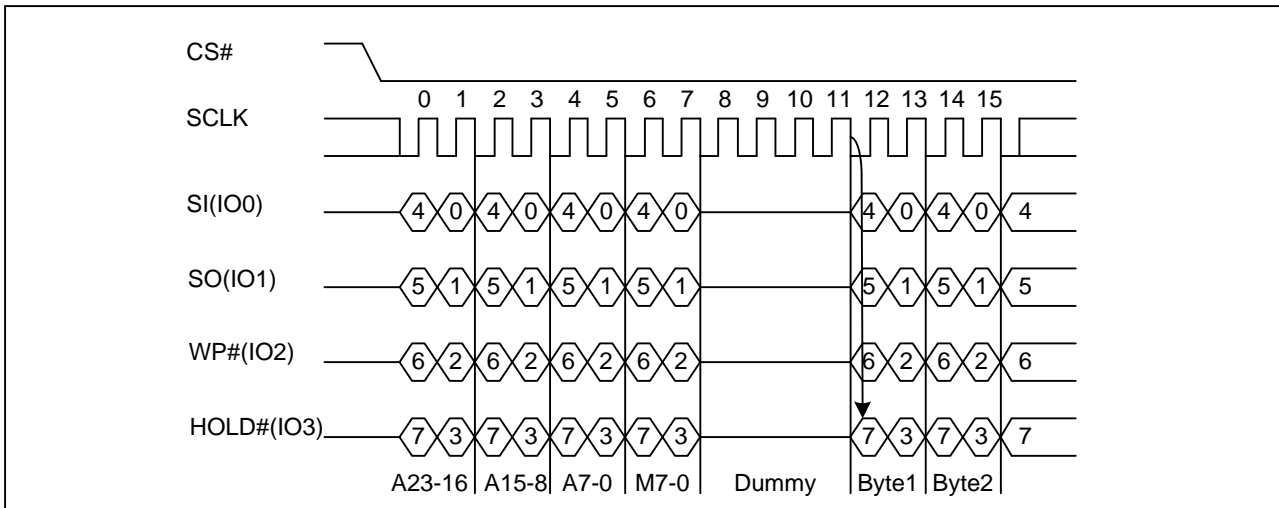 CS#
0 1 2 3 4 5 6 7 8 9 10 11 12 13 14 15
SCLK
SI(IO0) 4 0 4 0 4 0 4 0 4 0 4 0 4
SO(IO1) 5 1 5 1 5 1 5 1 5 1 5 1 5
WP#(IO2) 6 2 6 2 6 2 6 2 6 2 6 2 6
HOLD#(IO3) 7 3 7 3 7 3 7 3 7 3 7 3 7
A23-16 A15-8 A7-0 M7-0 Dummy Byte1 Byte2